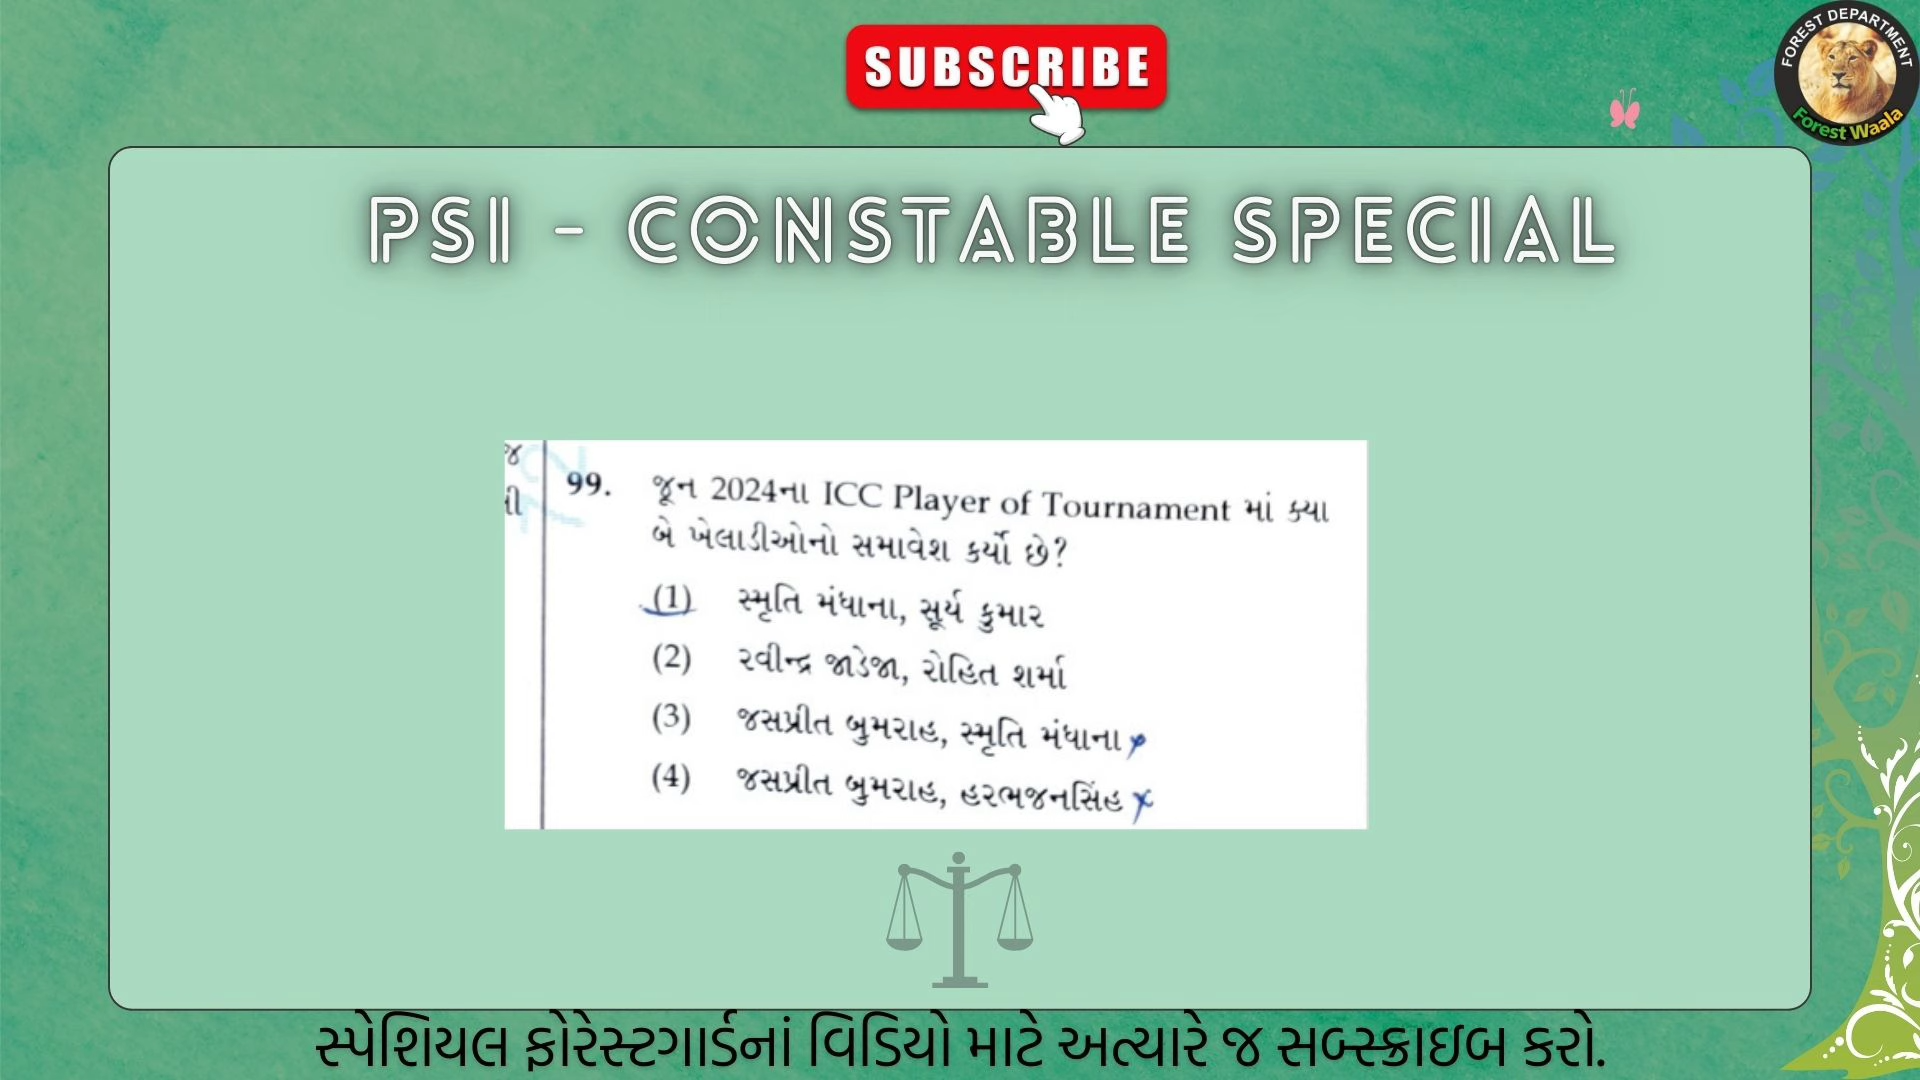 SUBSCRIBE
FOREST DEPARTMENT
Forest Waala
PSI - CONSTABLE SPECIAL
99. જૂન 2024ના ICC Player of Tournament માં ક્યા
બે ખેલાડીઓનો સમાવેશ કર્યો છે?
(1) સ્મૃતિ મંધાના, સૂર્ય કુમાર
(2) રવીન્દ્ર જાડેજા, રોહિત શર્મા
(3) જસપ્રીત બુમરાહ, સ્મૃતિ મંધાના
(4) જસપ્રીત બુમરાહ, હરભજનસિંહ
સ્પેશિયલ ફોરેસ્ટગાર્ડનાં વિડિયો માટે અત્યારે જ સબ્સ્ક્રાઇબ કરો.